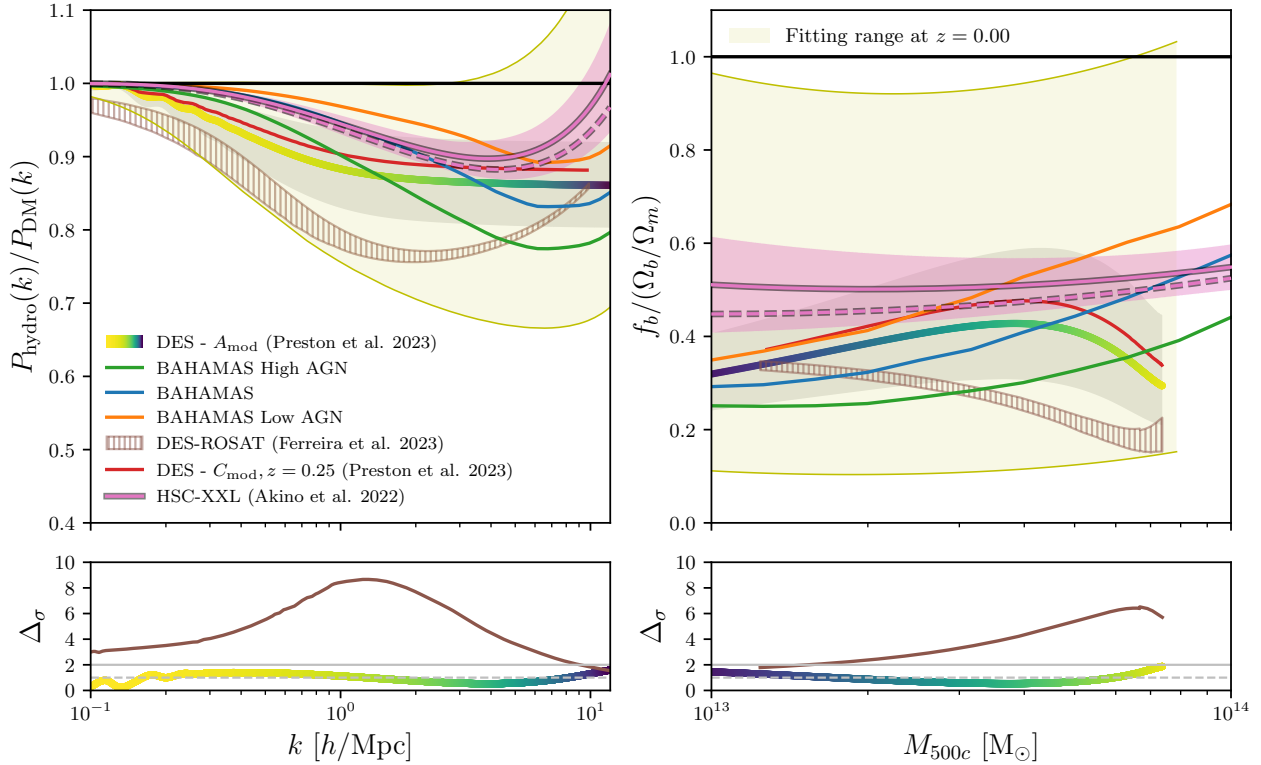 1.1
1.0
0.9
0.8
0.7
0.6
0.5
0.4
P_hydro(k)/P_DM(k)
DES - A_mod (Preston et al. 2023)
BAHAMAS High AGN
BAHAMAS
BAHAMAS Low AGN
DES-ROSAT (Ferreira et al. 2023)
DES - C_mod, z = 0.25 (Preston et al. 2023)
HSC-XXL (Akino et al. 2022)
Fitting range at z = 0.00
1.0
0.8
0.6
0.4
0.2
0.0
f_b/(Ω_b/Ω_m)
10
8
6
4
2
0
Δ_σ
10^−1
10^0
10^1
k [h/Mpc]
10
8
6
4
2
0
Δ_σ
10^13
10^14
M_500c [M_⊙]